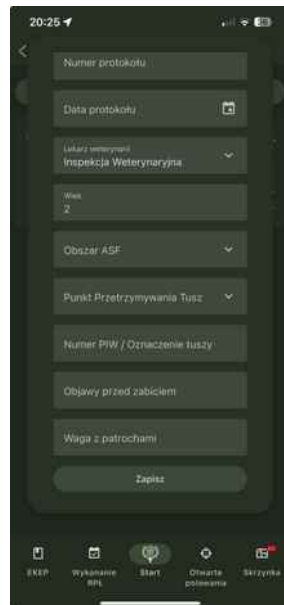 20:25
Numer protokołu
Data protokołu
Lekarz weterynarii
Inspekcja Weterynaryjna
Wiek
2
Obszar ASF
Punkt Przetrzymywania Tusz
Numer PIW / Oznaczenie tuszy
Objawy przed zabiciem
Waga z patrochami
Zapisz
EKEP
Wykonanie RPŁ
Start
Otwarte polowania
Skrzynka